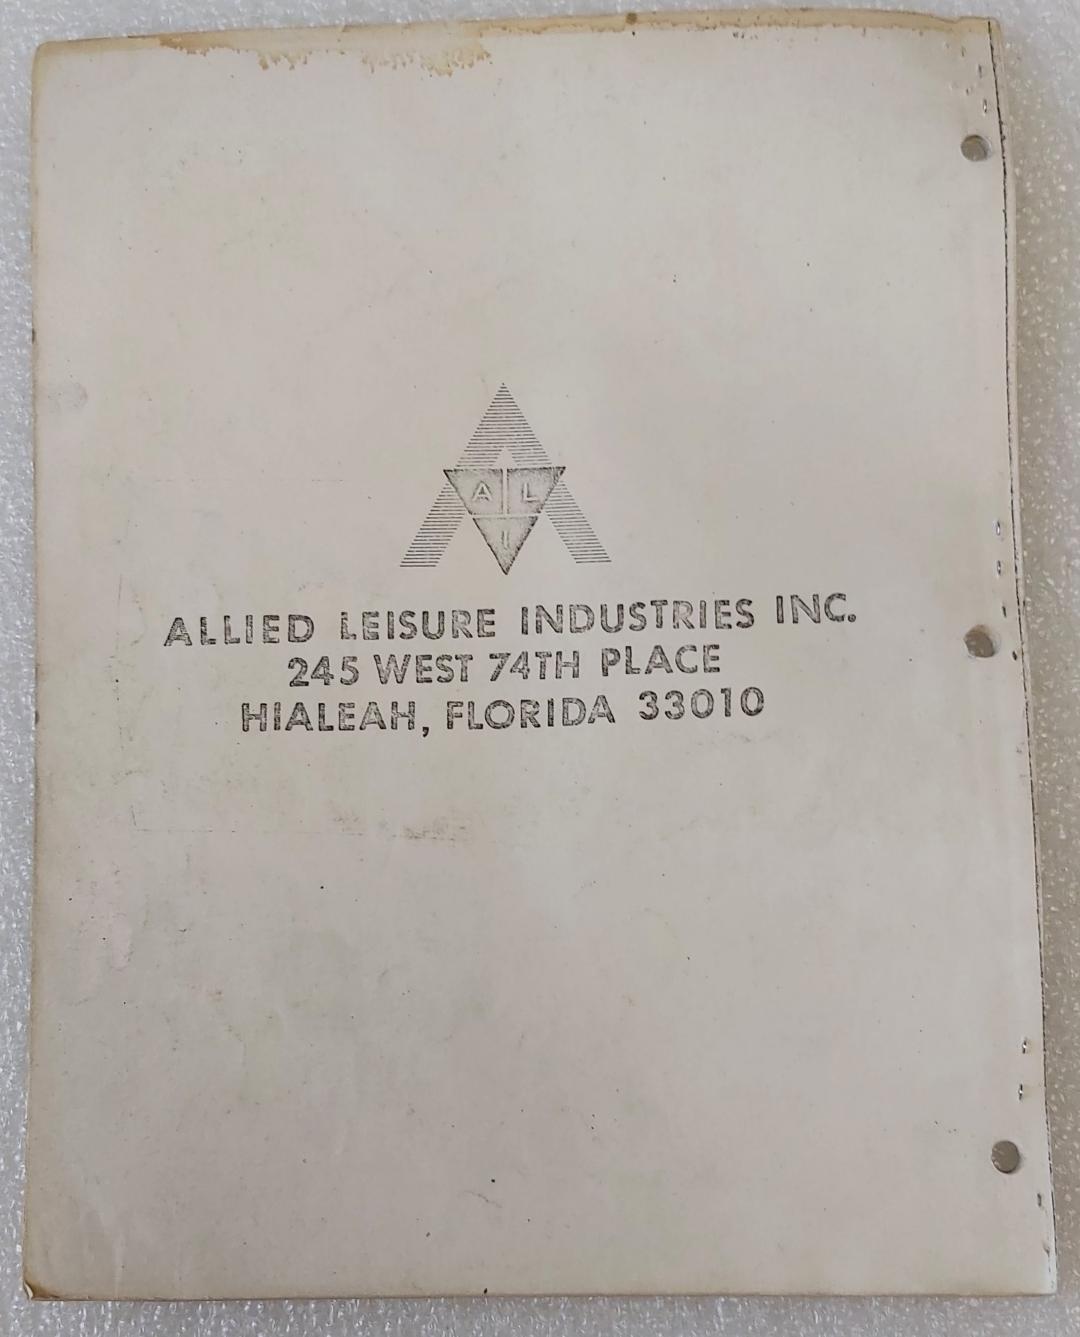 A L
I
ALLIED LEISURE INDUSTRIES INC.
245 WEST 74TH PLACE
HIALEAH, FLORIDA 33010